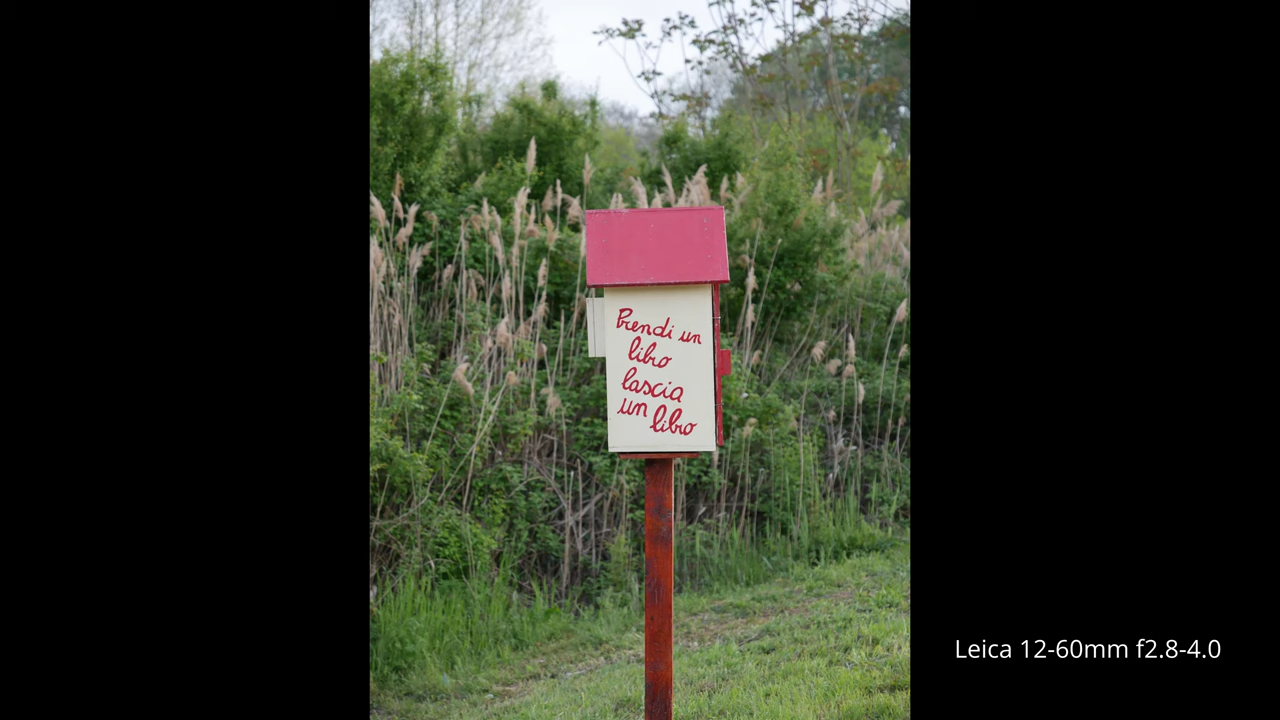 Prendi un
libro
lascia
un
libro
Leica 12-60mm f2.8-4.0